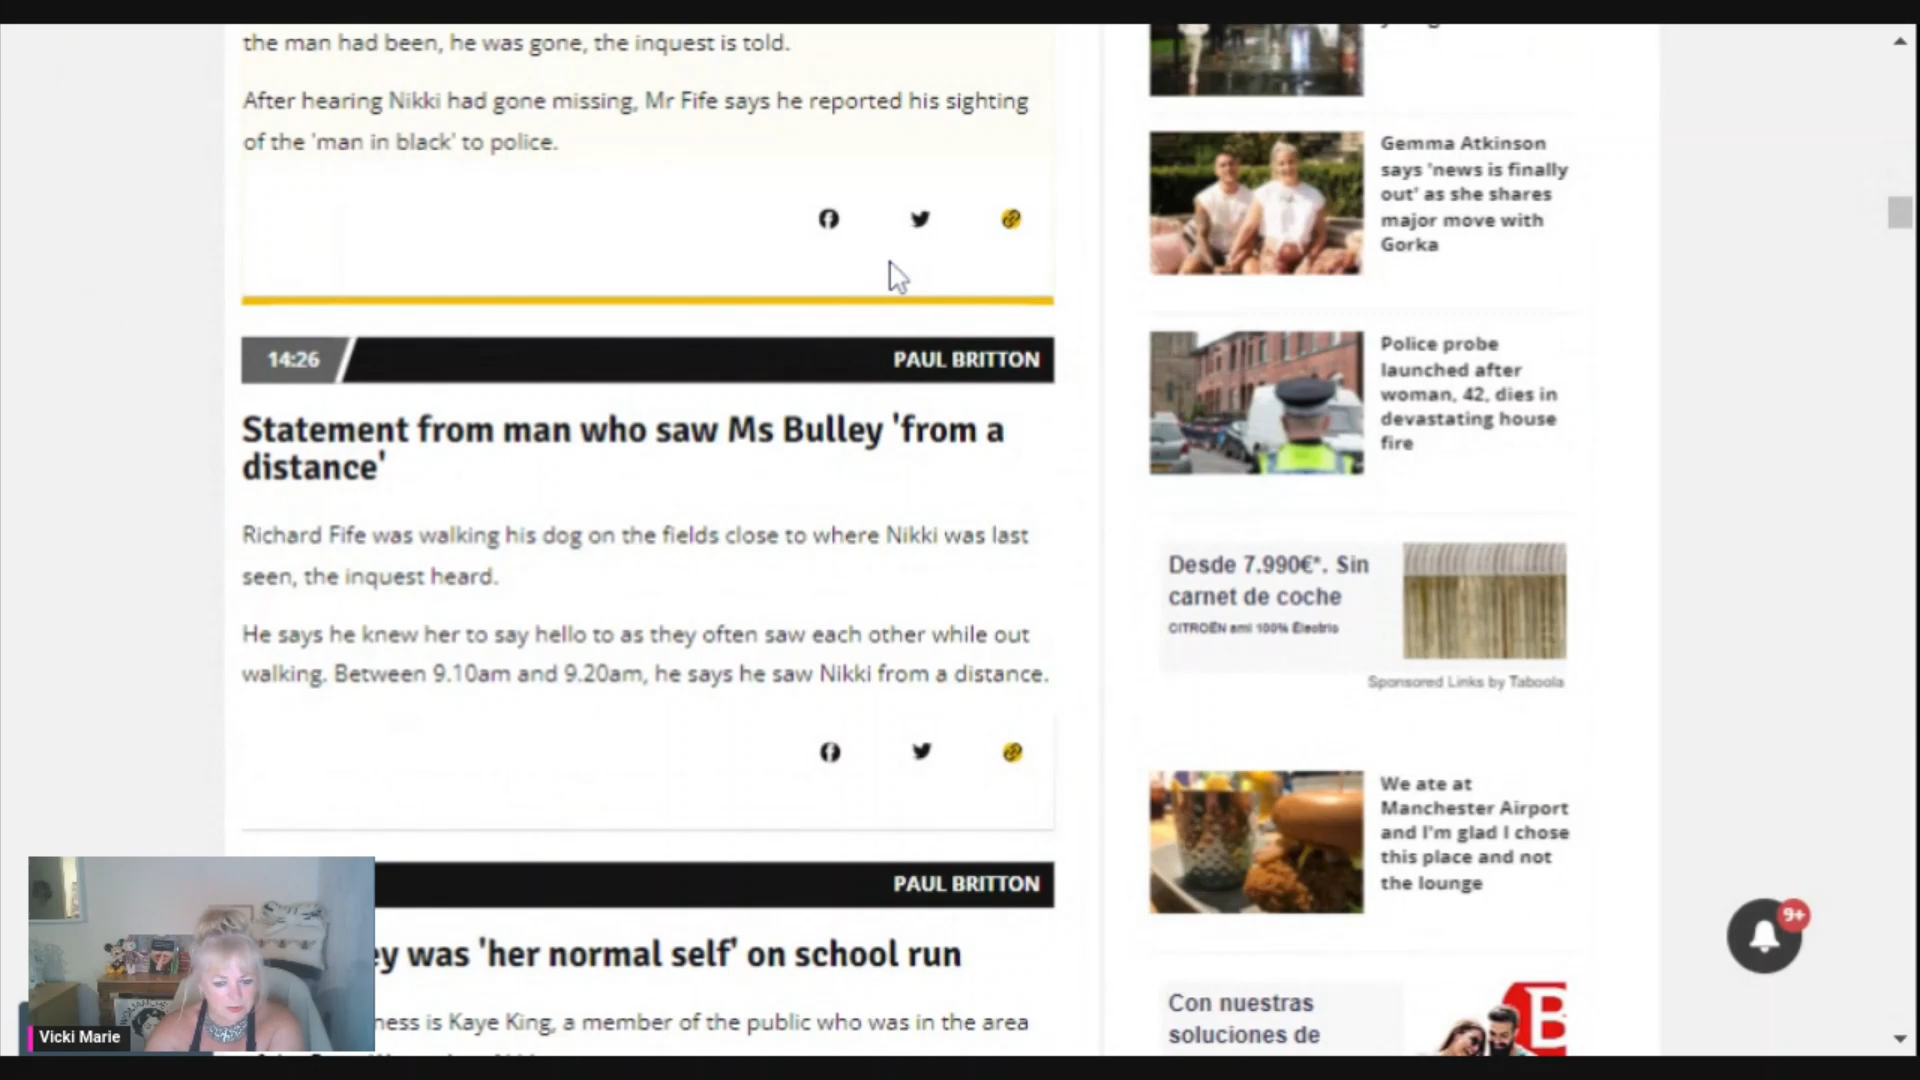 the man had been, he was gone, the inquest is told.
After hearing Nikki had gone missing, Mr Fife says he reported his sighting
of the 'man in black' to police.
14:26
PAUL BRITTON
Statement from man who saw Ms Bulley 'from a
distance'
Richard Fife was walking his dog on the fields close to where Nikki was last
seen, the inquest heard.
He says he knew her to say hello to as they often saw each other while out
walking. Between 9.10am and 9.20am, he says he saw Nikki from a distance.
PAUL BRITTON
ey was 'her normal self' on school run
ness is Kaye King, a member of the public who was in the area
Vicki Marie
Gemma Atkinson
says 'news is finally
out' as she shares
major move with
Gorka
Police probe
launched after
woman, 42, dies in
devastating house
fire
Desde 7.990€*. Sin
carnet de coche
CITROËN ami 100% Electric
Sponsored Links by Taboola
We ate at
Manchester Airport
and I'm glad I chose
this place and not
the lounge
9+
Con nuestras
soluciones de
B